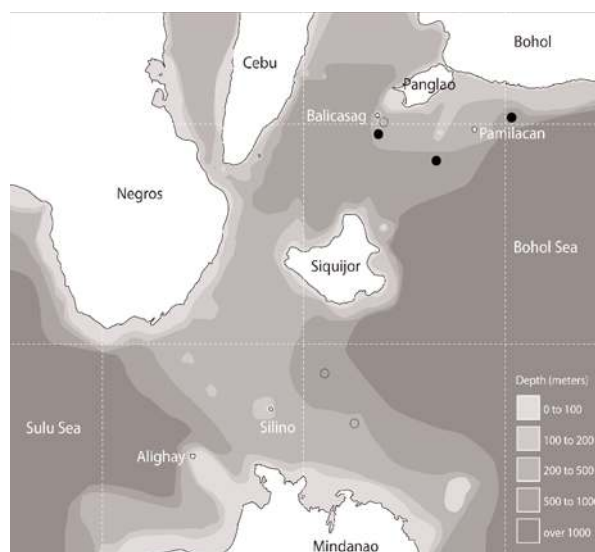 Bohol
Cebu
Panglao
Balicasag
Pamilacan
Negros
Bohol Sea
Siquijor
Depth (meters)
0 to 100
100 to 200
200 to 500
500 to 1000
over 1000
Sulu Sea
Silino
Alighay
Mindanao